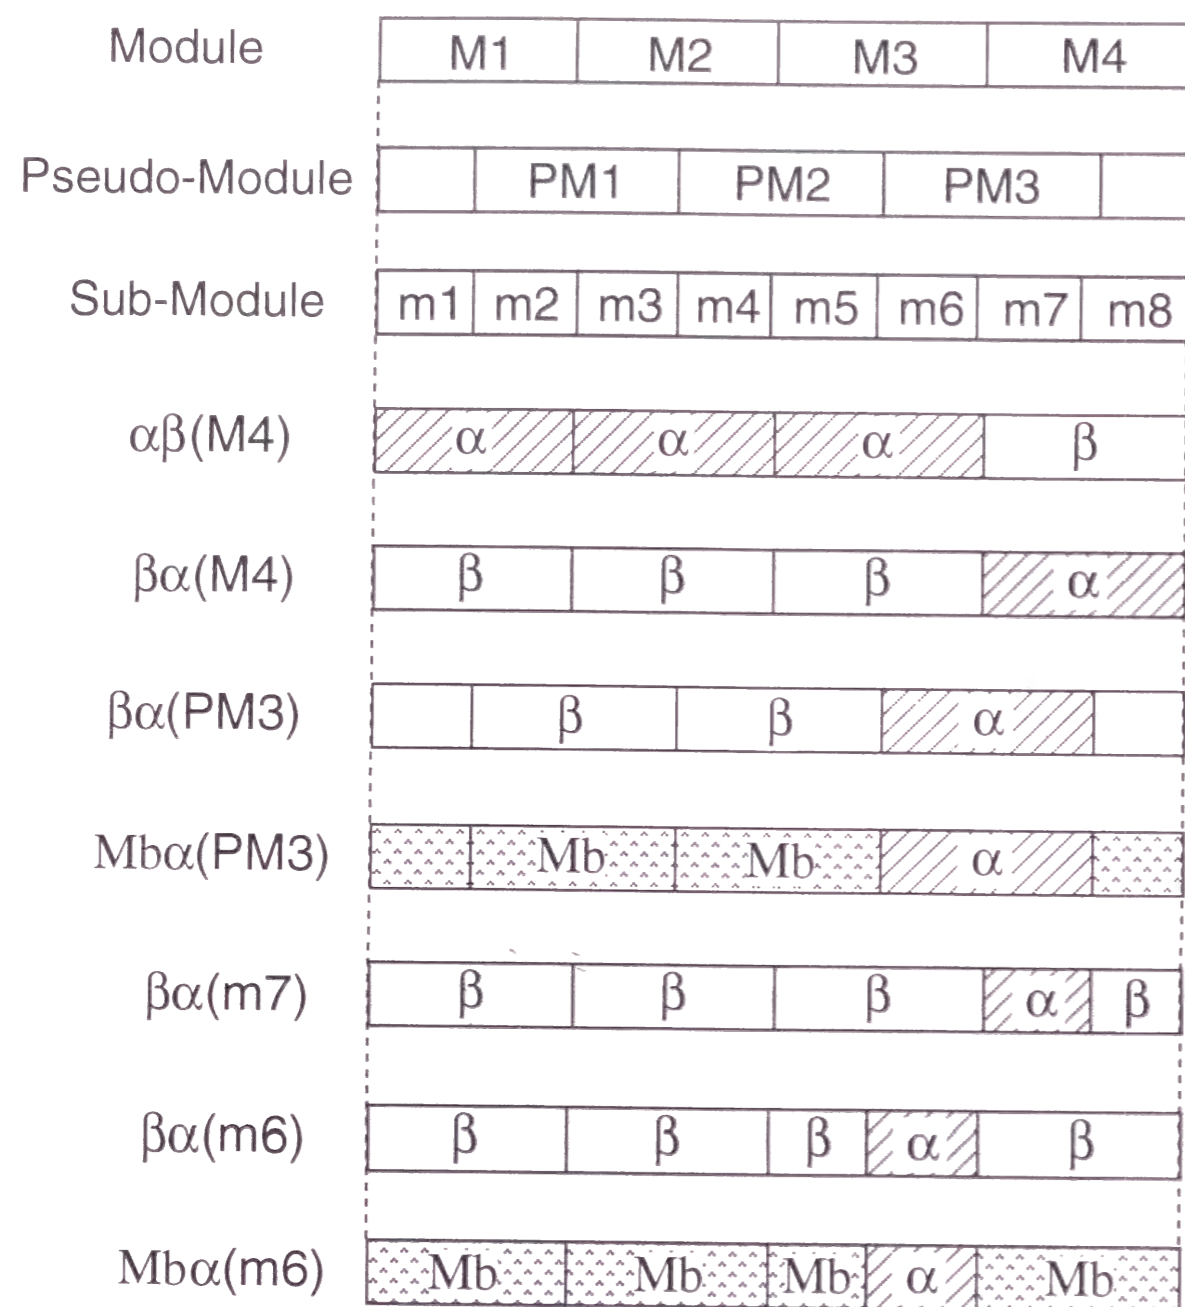 Module M1 M2 M3 M4
Pseudo-Module PM1 PM2 PM3
Sub-Module m1 m2 m3 m4 m5 m6 m7 m8
αβ(M4) α α α β
βα(M4) β β β α
βα(PM3) β β α
Mbα(PM3) Mb Mb α
βα(m7) β β β α β
βα(m6) β β β α β
Mbα(m6) Mb Mb Mb α Mb